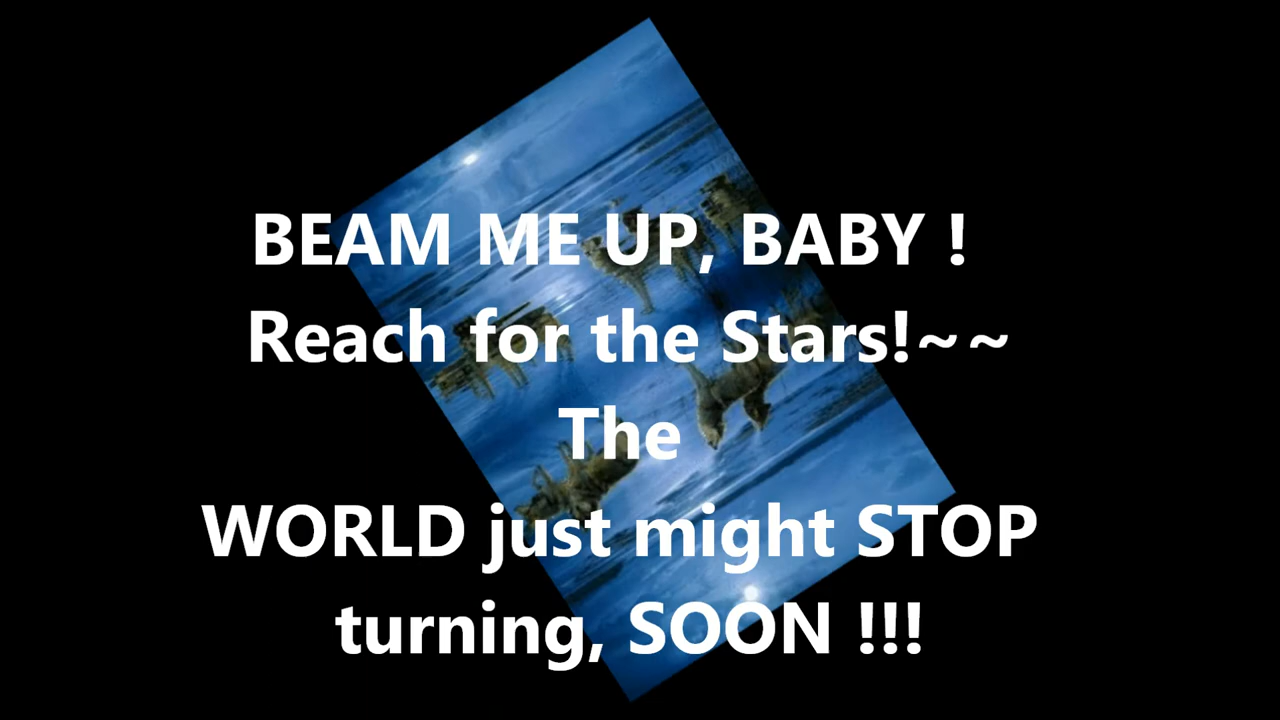 BEAM ME UP, BABY !
Reach for the Stars!~~
The
WORLD just might STOP
turning, SOON !!!